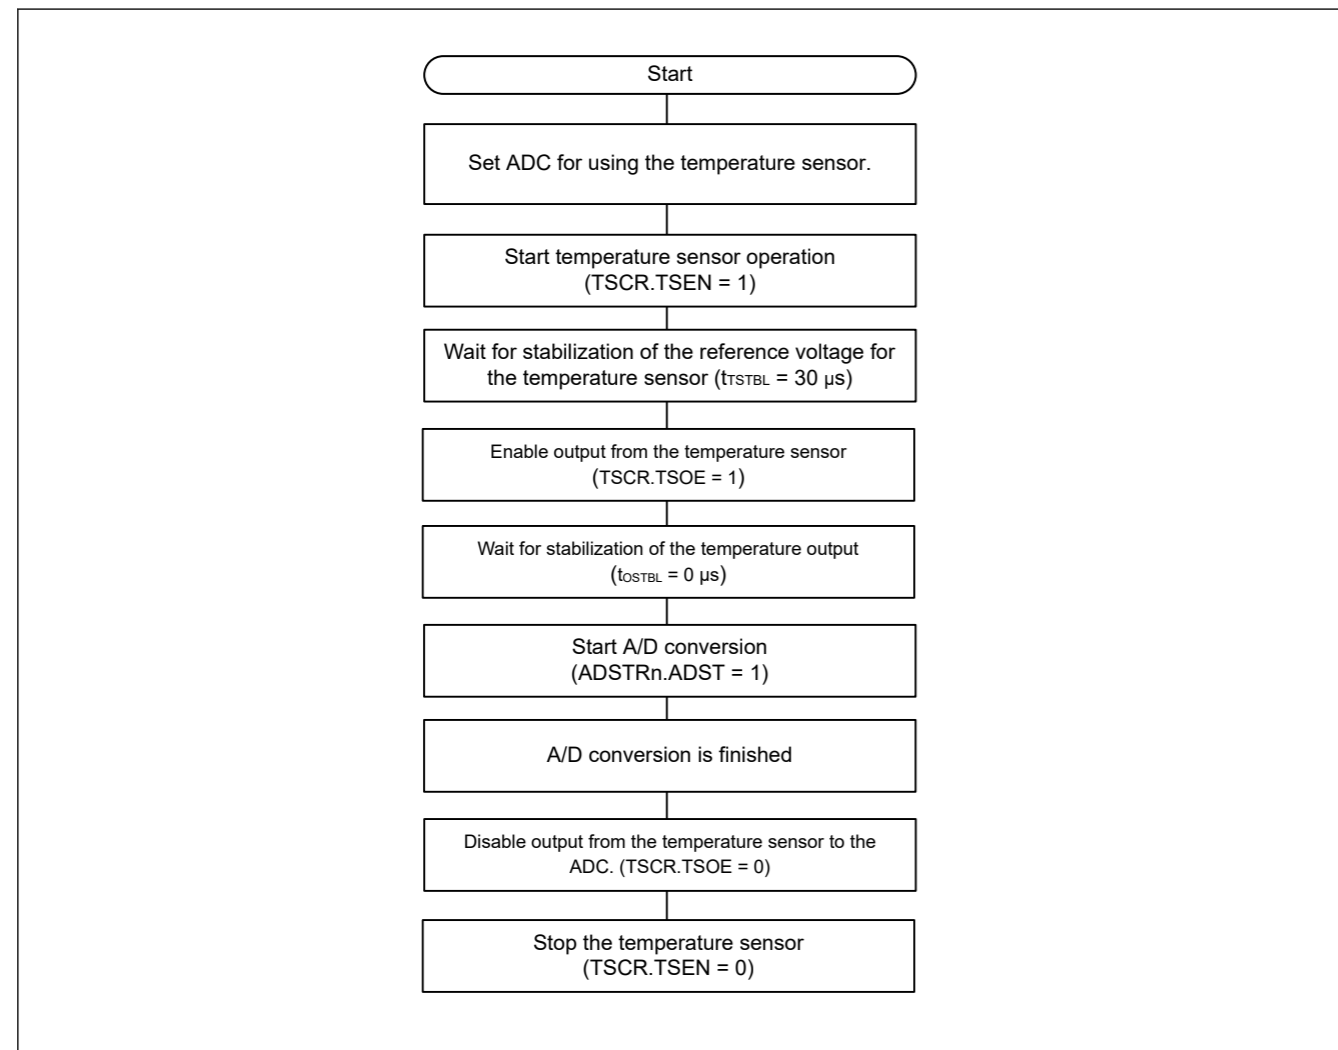 Start
Set ADC for using the temperature sensor.
Start temperature sensor operation
(TSCR.TSEN = 1)
Wait for stabilization of the reference voltage for
the temperature sensor (tTSTBL = 30 µs)
Enable output from the temperature sensor
(TSCR.TSOE = 1)
Wait for stabilization of the temperature output
(tOSTBL = 0 µs)
Start A/D conversion
(ADSTRn.ADST = 1)
A/D conversion is finished
Disable output from the temperature sensor to the
ADC. (TSCR.TSOE = 0)
Stop the temperature sensor
(TSCR.TSEN = 0)